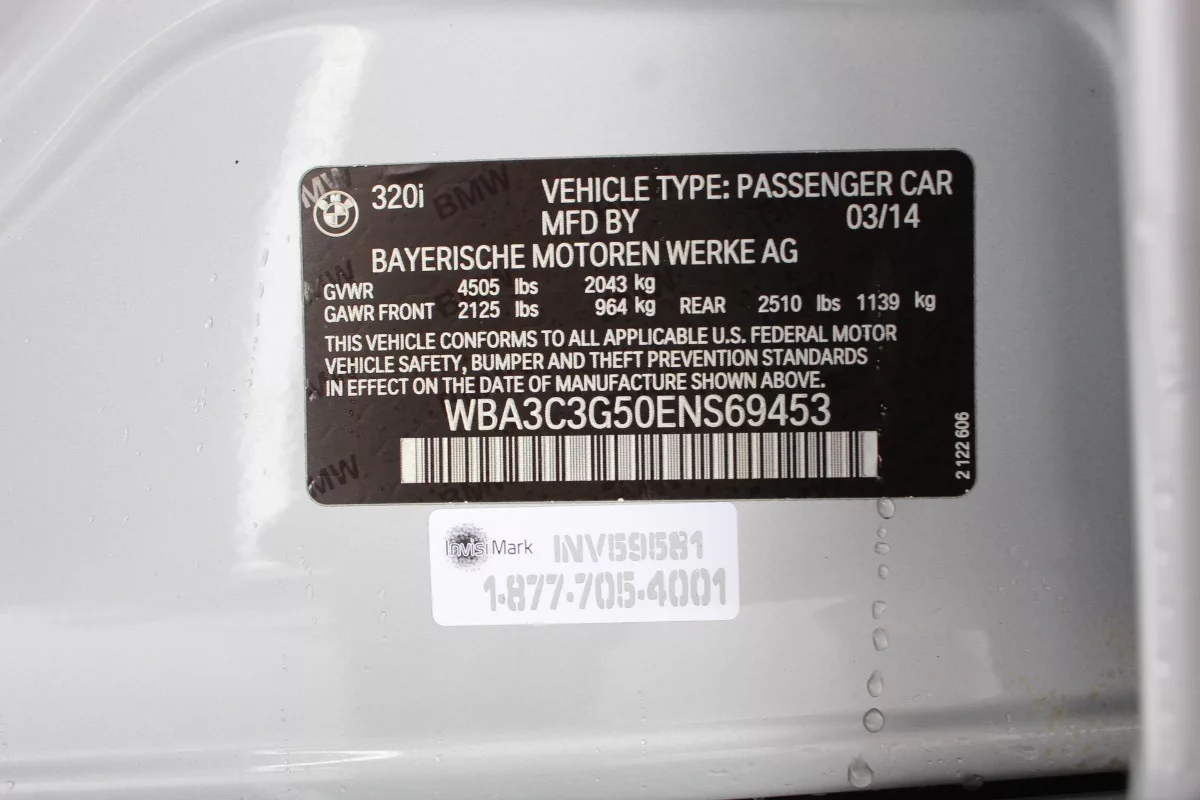 320i VEHICLE TYPE: PASSENGER CAR
MFD BY 03/14
BAYERISCHE MOTOREN WERKE AG
GVWR 4505 lbs 2043 kg
GAWR FRONT 2125 lbs 964 kg REAR 2510 lbs 1139 kg
THIS VEHICLE CONFORMS TO ALL APPLICABLE U.S. FEDERAL MOTOR
VEHICLE SAFETY, BUMPER AND THEFT PREVENTION STANDARDS
IN EFFECT ON THE DATE OF MANUFACTURE SHOWN ABOVE.
WBA3C3G50ENS69453
2 122 606
BMW
BMW
InvisiMark INV59581
1-877-705-4001